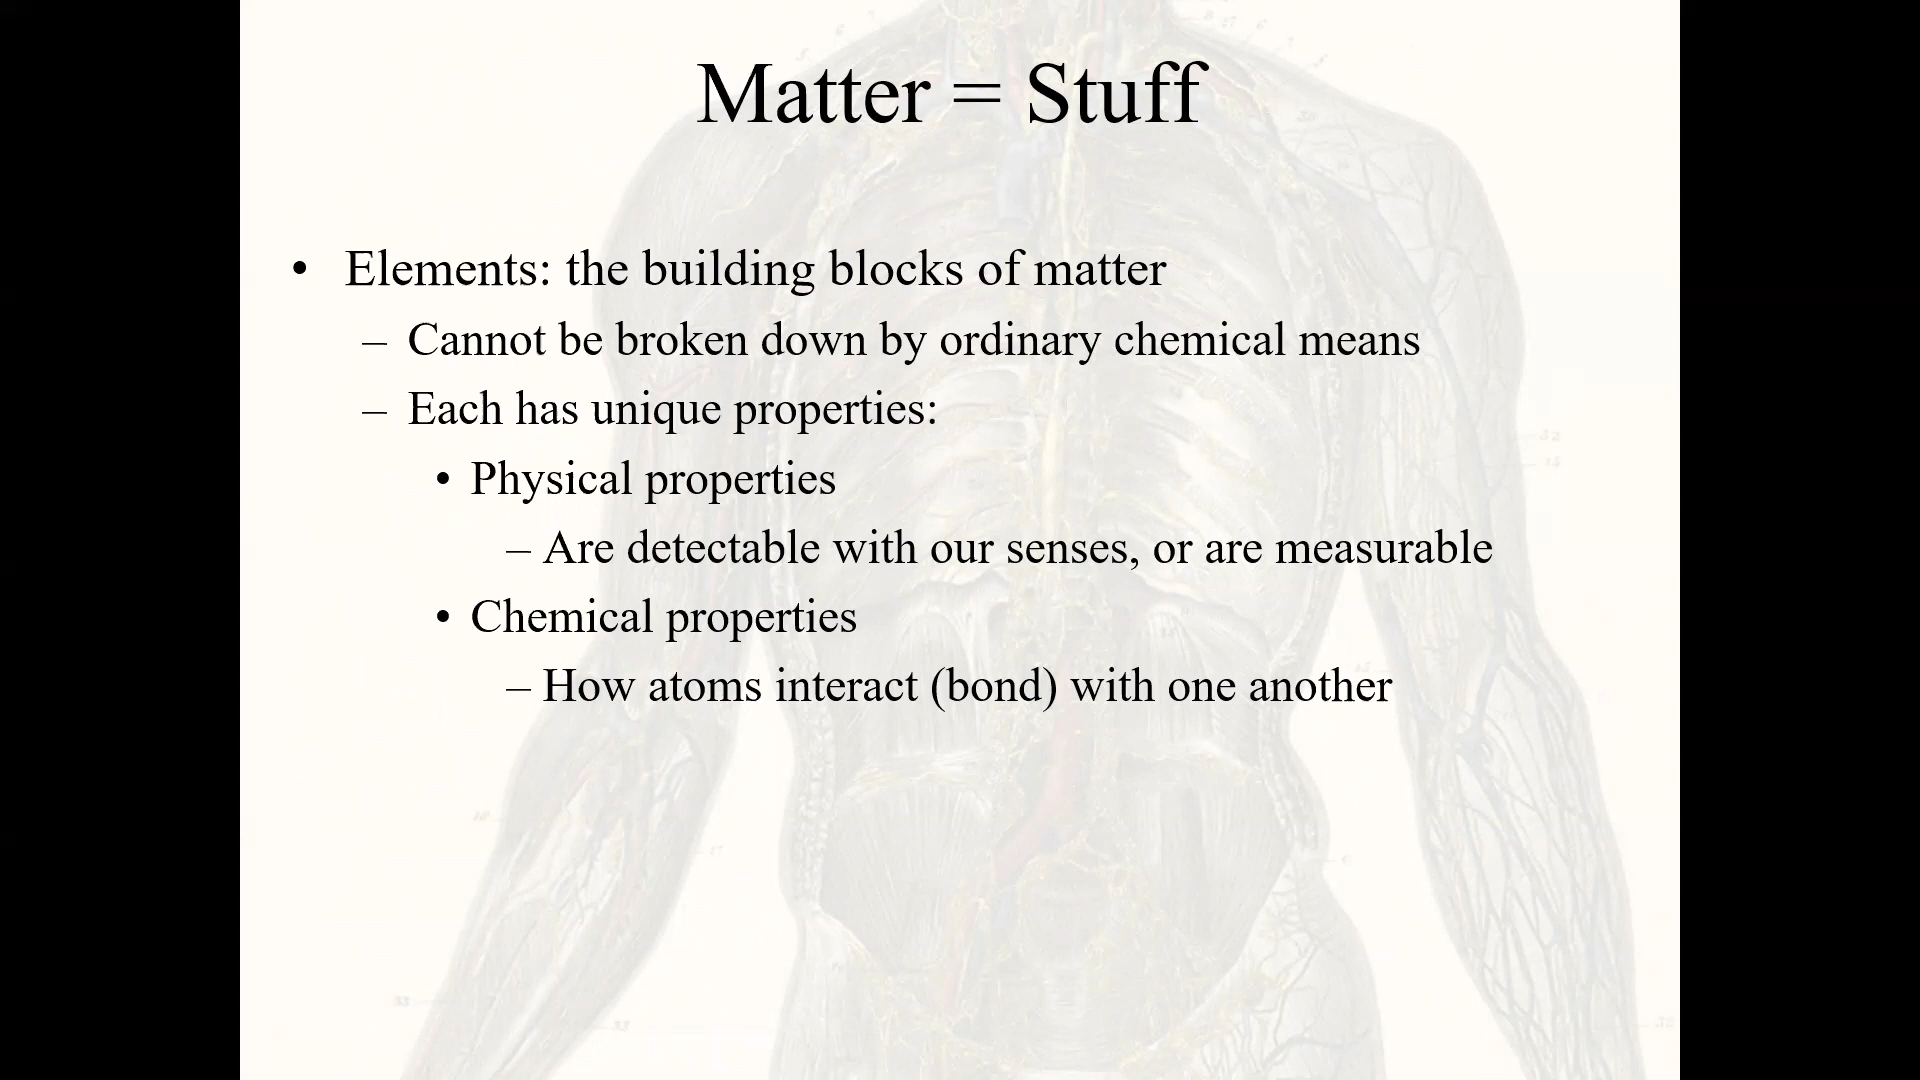 Matter = Stuff
• Elements: the building blocks of matter
– Cannot be broken down by ordinary chemical means
– Each has unique properties:
• Physical properties
– Are detectable with our senses, or are measurable
• Chemical properties
– How atoms interact (bond) with one another